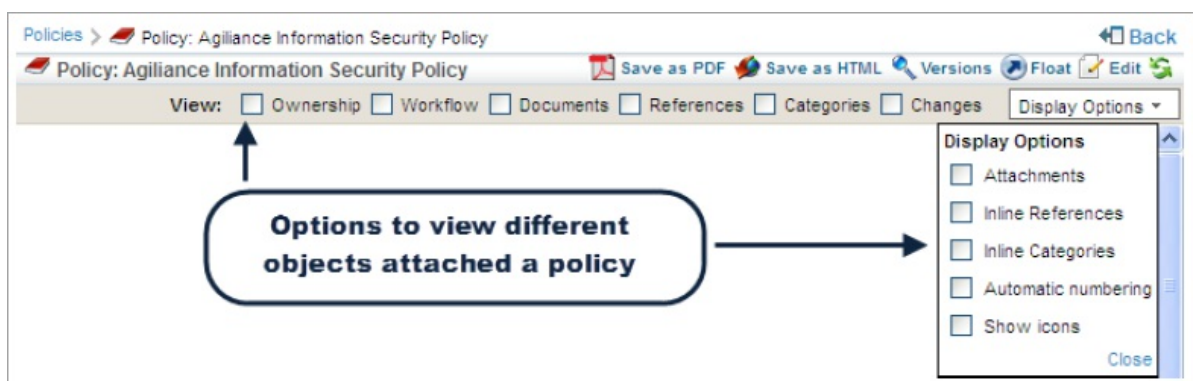 Policies > Policy: Agiliance Information Security Policy Back
Policy: Agiliance Information Security Policy Save as PDF Save as HTML Versions Float Edit
View: Ownership Workflow Documents References Categories Changes Display Options
Display Options
Attachments
Inline References
Inline Categories
Automatic numbering
Show icons
Close
Options to view different
objects attached a policy